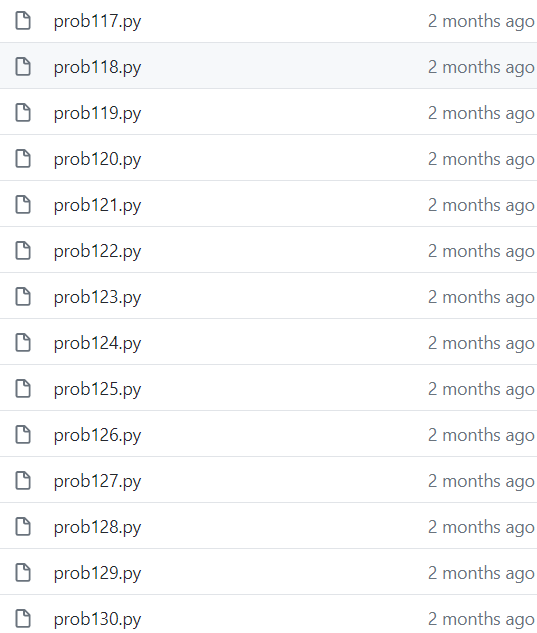 prob117.py 2 months ago
prob118.py 2 months ago
prob119.py 2 months ago
prob120.py 2 months ago
prob121.py 2 months ago
prob122.py 2 months ago
prob123.py 2 months ago
prob124.py 2 months ago
prob125.py 2 months ago
prob126.py 2 months ago
prob127.py 2 months ago
prob128.py 2 months ago
prob129.py 2 months ago
prob130.py 2 months ago